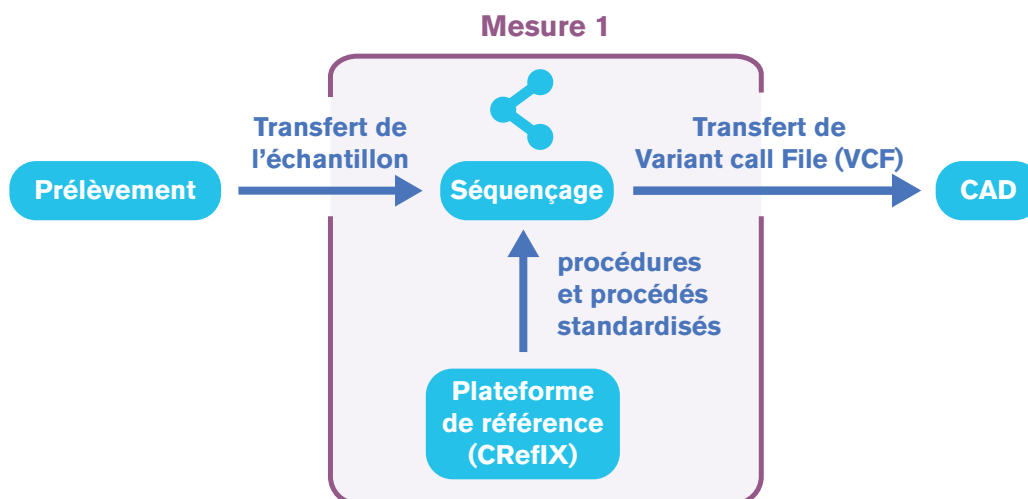 Mesure 1
Transfert de
l'échantillon
Transfert de
Variant call File (VCF)
Prélèvement
Séquençage
CAD
procédures
et procédés
standardisés
Plateforme
de référence
(CRefIX)